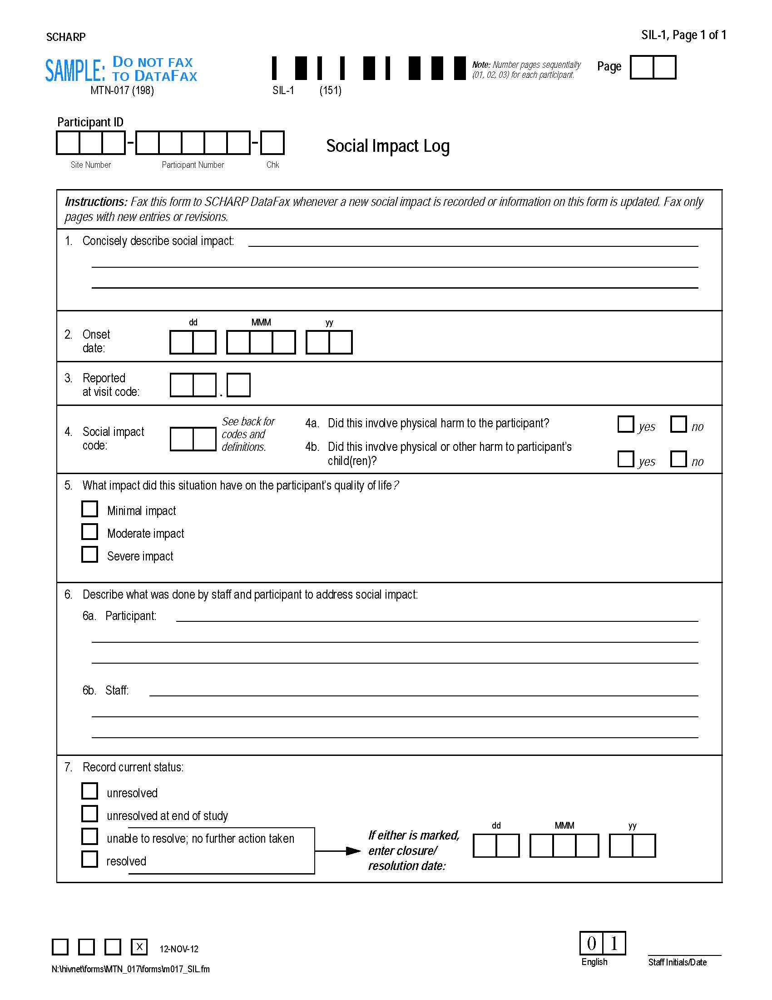 SCHARP
SIL-1, Page 1 of 1
SAMPLE: DO NOT FAX
TO DATAFAX
MTN-017 (198)
SIL-1 (151)
Note: Number pages sequentially
(01, 02, 03) for each participant.
Page
Participant ID
Site Number
Participant Number
Chk
Social Impact Log
Instructions: Fax this form to SCHARP DataFax whenever a new social impact is recorded or information on this form is updated. Fax only
pages with new entries or revisions.
1. Concisely describe social impact:
dd MMM yy
2. Onset
date:
3. Reported
at visit code:
.
4. Social impact
code:
See back for
codes and
definitions.
4a. Did this involve physical harm to the participant?
yes no
4b. Did this involve physical or other harm to participant's
child(ren)?
yes no
5. What impact did this situation have on the participant's quality of life?
Minimal impact
Moderate impact
Severe impact
6. Describe what was done by staff and participant to address social impact:
6a. Participant:
6b. Staff:
7. Record current status:
unresolved
unresolved at end of study
unable to resolve; no further action taken
resolved
If either is marked,
enter closure/
resolution date:
dd MMM yy
X 12-NOV-12
N:\hivnet\forms\MTN_017\forms\m017_SIL.fm
0 1
English
Staff Initials/Date